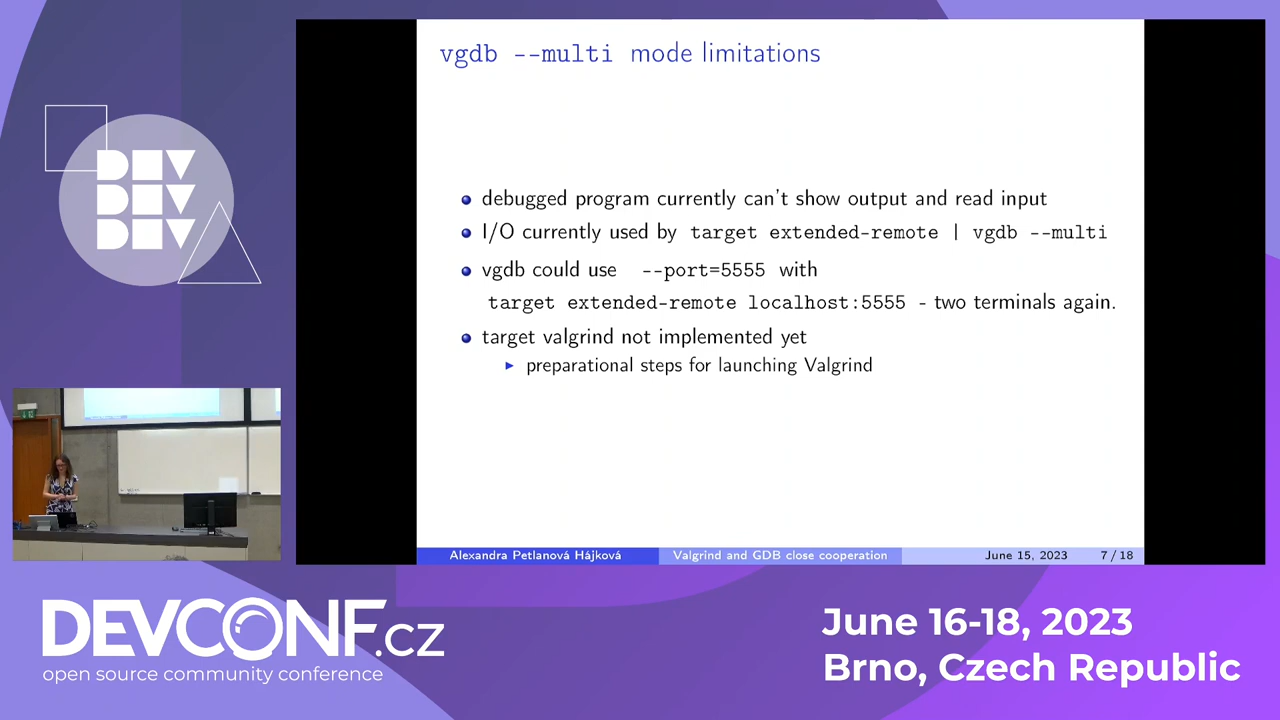 vgdb --multi mode limitations
debugged program currently can't show output and read input
I/O currently used by target extended-remote | vgdb --multi
vgdb could use --port=5555 with
target extended-remote localhost:5555 - two terminals again.
target valgrind not implemented yet
preparational steps for launching Valgrind
Alexandra Petlanová Hájková
Valgrind and GDB close cooperation
June 15, 2023
7 / 18
DEV
DEV
DEV
DEVCONF.cz
open source community conference
June 16-18, 2023
Brno, Czech Republic